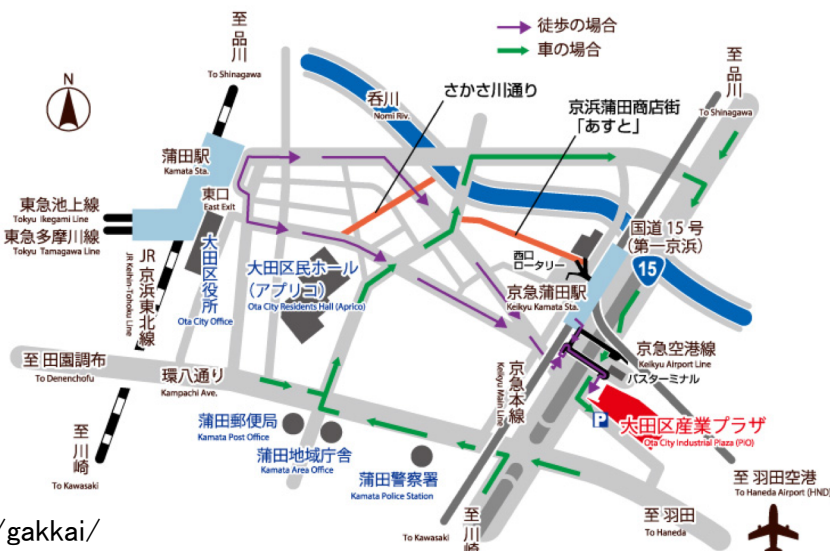 徒歩の場合
車の場合
至 品川
To Shinagawa
N
呑川
Nomi Riv.
さかさ川通り
京浜蒲田商店街
「あすと」
至 品川
To Shinagawa
蒲田駅
Kamata Sta.
東口
East Exit
東急池上線
Tokyu Ikegami Line
東急多摩川線
Tokyu Tamagawa Line
JR京浜東北線
JR Keihin-Tohoku Line
大田区役所
Ota City Office
大田区民ホール
(アプリコ)
Ota City Residents Hall (Aprico)
西口
ロータリー
国道15号
(第一京浜)
15
京急蒲田駅
Keikyu Kamata Sta.
京急空港線
Keikyu Airport Line
バスターミナル
京急本線
Keikyu Main Line
至 田園調布
To Denenchofu
環八通り
Kampachi Ave.
P
大田区産業プラザ
Ota City Industrial Plaza (PiO)
蒲田郵便局
Kamata Post Office
蒲田地域庁舎
Kamata Area Office
蒲田警察署
Kamata Police Station
至 川崎
To Kawasaki
至 羽田空港
To Haneda Airport (HND)
/gakkai/
To Kawasaki
至 川崎
至 羽田
To Haneda